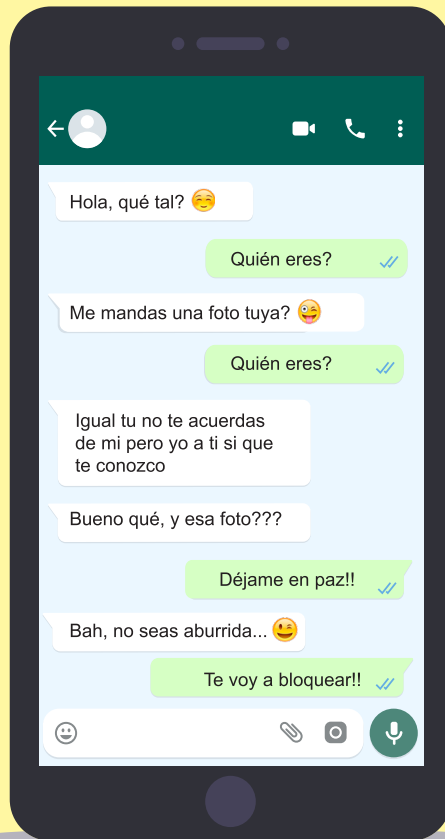 Hola, qué tal? ☺️
Quién eres?
Me mandas una foto tuya? 😜
Quién eres?
Igual tu no te acuerdas
de mi pero yo a ti si que
te conozco
Bueno qué, y esa foto???
Déjame en paz!!
Bah, no seas aburrida... 😉
Te voy a bloquear!!